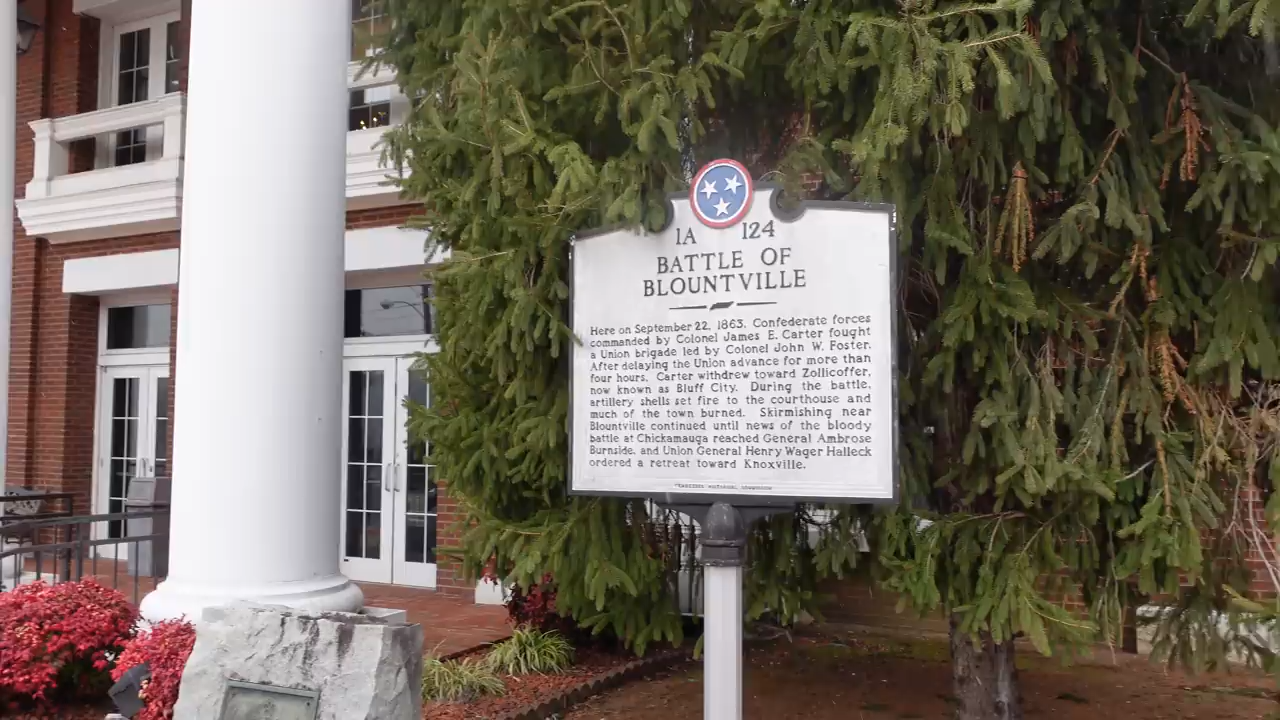 1A 124
BATTLE OF
BLOUNTVILLE
Here on September 22, 1863, Confederate forces
commanded by Colonel James E. Carter fought
a Union brigade led by Colonel John W. Foster.
After delaying the Union advance for more than
four hours, Carter withdrew toward Zollicoffer,
now known as Bluff City. During the battle,
artillery shells set fire to the courthouse and
much of the town burned. Skirmishing near
Blountville continued until news of the bloody
battle at Chickamauga reached General Ambrose
Burnside, and Union General Henry Wager Halleck
ordered a retreat toward Knoxville.